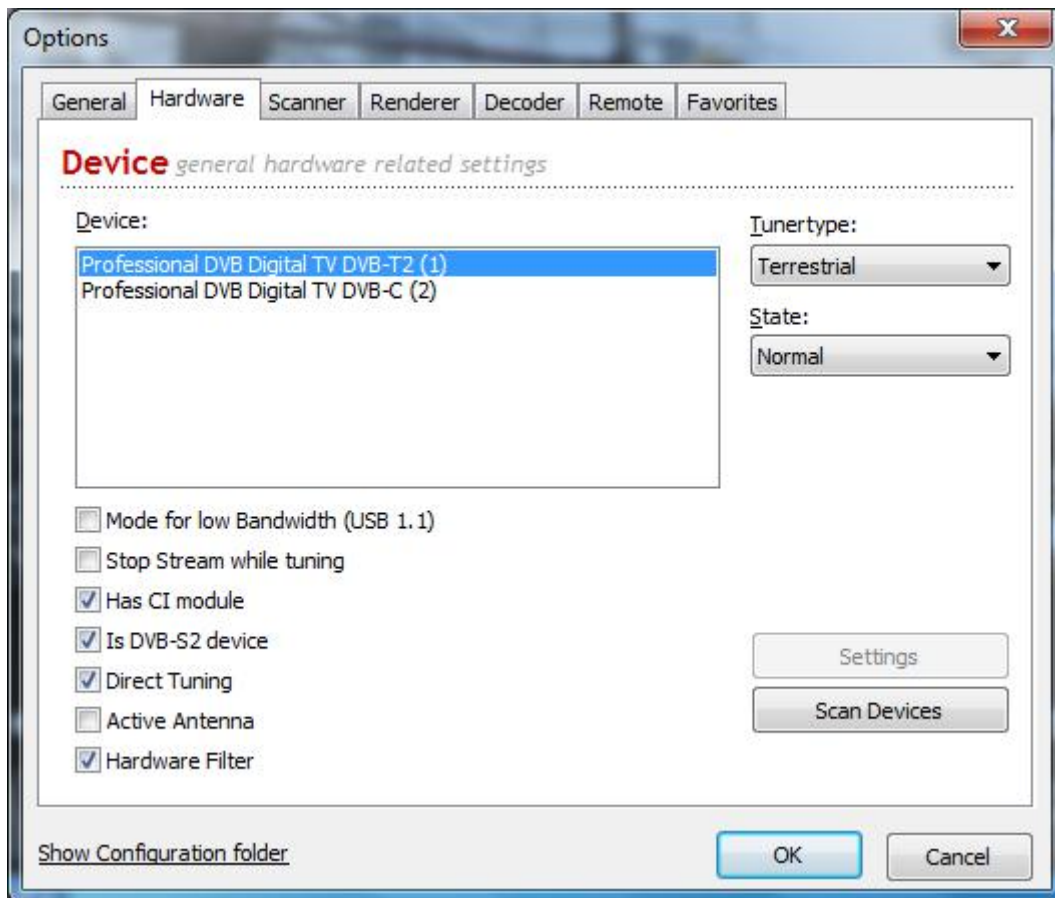 Options
General Hardware Scanner Renderer Decoder Remote Favorites
Device general hardware related settings
Device:
Professional DVB Digital TV DVB-T2 (1)
Professional DVB Digital TV DVB-C (2)
Tunertype:
Terrestrial
State:
Normal
Mode for low Bandwidth (USB 1.1)
Stop Stream while tuning
Has CI module
Is DVB-S2 device
Direct Tuning
Active Antenna
Hardware Filter
Settings
Scan Devices
Show Configuration folder
OK
Cancel